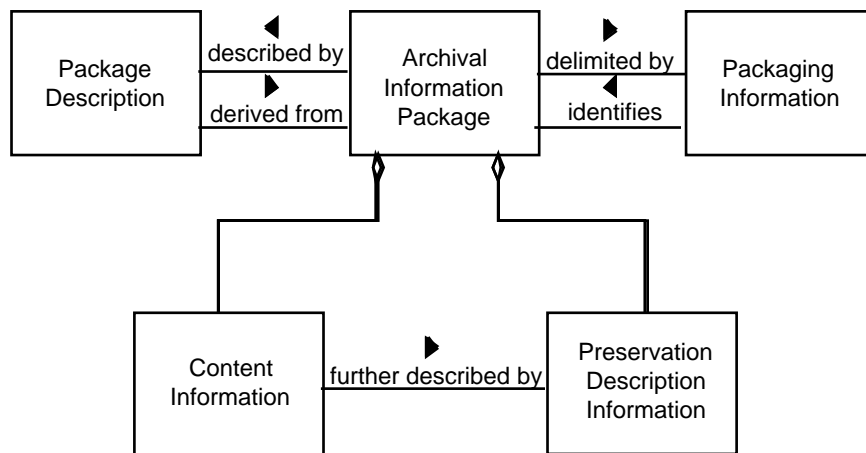 Package
Description
described by
derived from
Archival
Information
Package
delimited by
identifies
Packaging
Information
Content
Information
further described by
Preservation
Description
Information